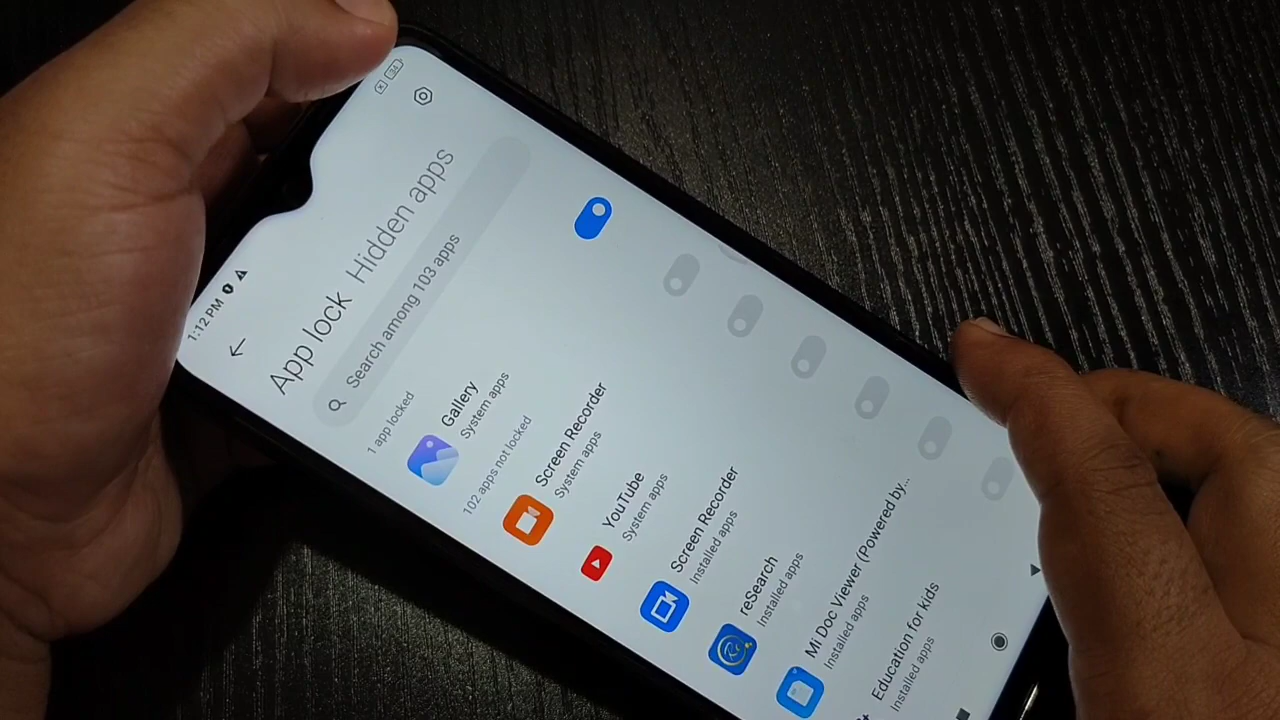 1:12 PM
34
App lock Hidden apps
Search among 103 apps
1 app locked
Gallery
System apps
102 apps not locked
Screen Recorder
System apps
YouTube
System apps
Screen Recorder
Installed apps
reSearch
Installed apps
Mi Doc Viewer (Powered by...
Installed apps
Education for kids
Installed apps